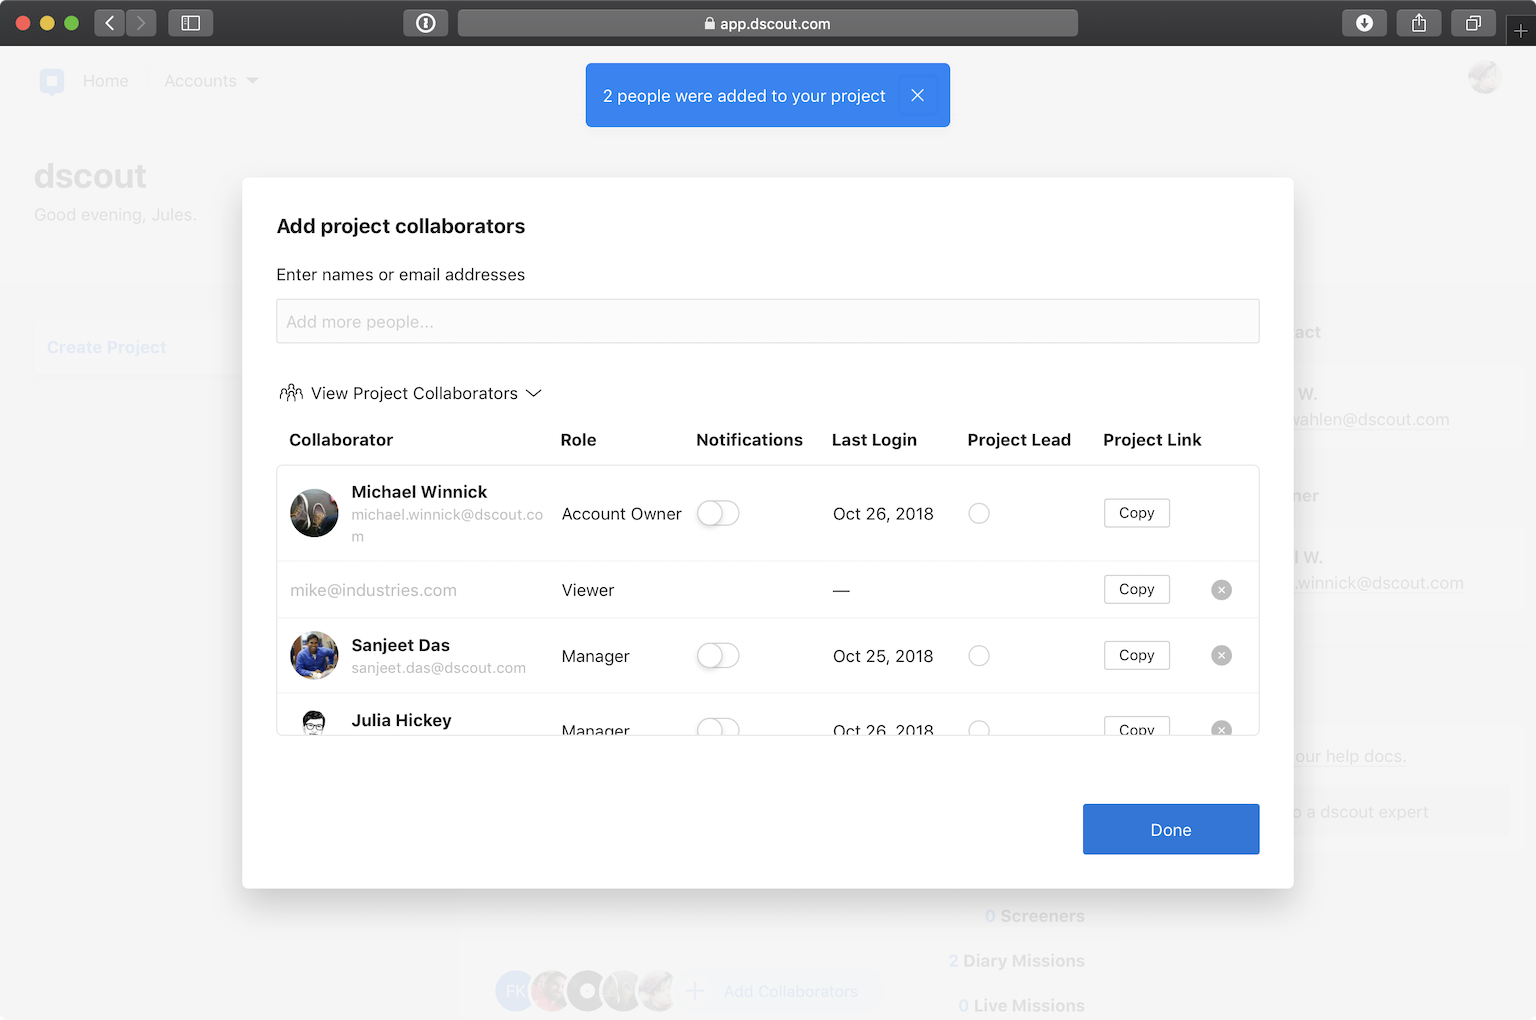 app.dscout.com
Home
Accounts
2 people were added to your project
dscout
Good evening, Jules.
Add project collaborators
Enter names or email addresses
Add more people...
Create Project
act
View Project Collaborators
W.
wahlen@dscout.com
Collaborator Role Notifications Last Login Project Lead Project Link
Michael Winnick
michael.winnick@dscout.co
m
Account Owner
Oct 26, 2018
Copy
ner
mike@industries.com
Viewer
—
Copy
l W.
.winnick@dscout.com
Sanjeet Das
sanjeet.das@dscout.com
Manager
Oct 25, 2018
Copy
Julia Hickey
Manager
Oct 26, 2018
Copy
our help docs.
o a dscout expert
Done
0 Screeners
2 Diary Missions
FK
Add Collaborators
0 Live Missions